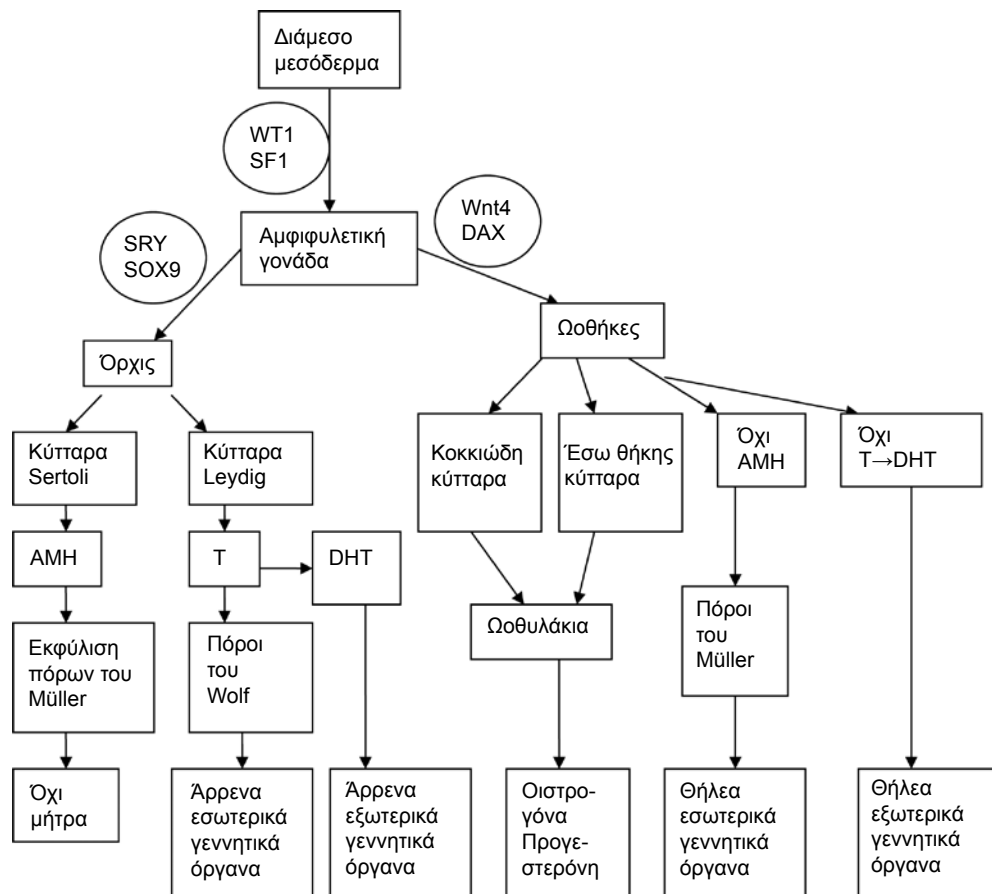 Διάμεσο
μεσόδερμα
WT1
SF1
Wnt4
DAX
SRY
SOX9
Αμφιφυλετική
γονάδα
Ωοθήκες
Όρχις
Κύτταρα
Sertoli
Κύτταρα
Leydig
Κοκκιώδη
κύτταρα
Έσω θήκης
κύτταρα
Όχι
AMH
Όχι
T→DHT
AMH
T
DHT
Ωοθυλάκια
Πόροι
του
Müller
Εκφύλιση
πόρων του
Müller
Πόροι
του
Wolf
Όχι
μήτρα
Άρρενα
εσωτερικά
γεννητικά
όργανα
Άρρενα
εξωτερικά
γεννητικά
όργανα
Οιστρο-
γόνα
Προγε-
στερόνη
Θήλεα
εσωτερικά
γεννητικά
όργανα
Θήλεα
εξωτερικά
γεννητικά
όργανα